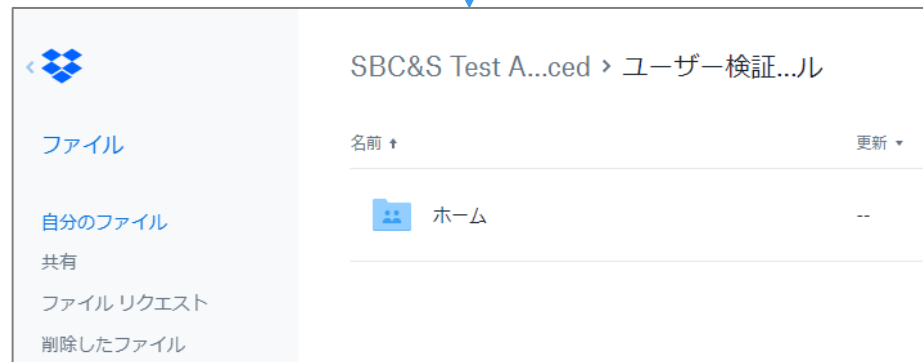 SBC&S Test A...ced › ユーザー検証...ル
ファイル
名前 ↑ 更新 ▾
自分のファイル
ホーム --
共有
ファイル リクエスト
削除したファイル